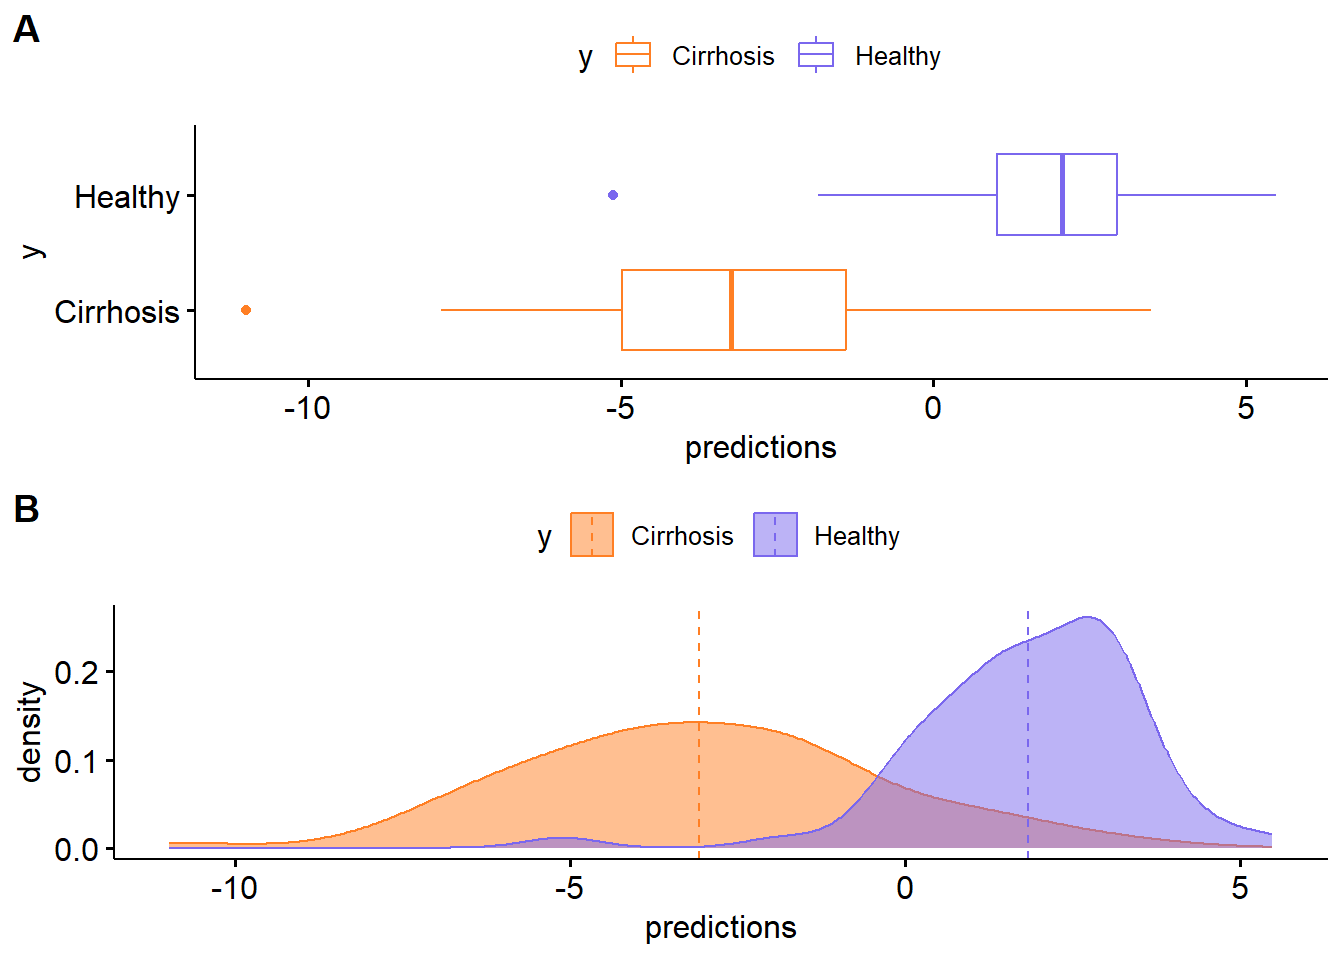 A
y Cirrhosis Healthy
Healthy
y
Cirrhosis
-10 -5 0 5
predictions
B
y Cirrhosis Healthy
0.2
density
0.1
0.0
-10 -5 0 5
predictions